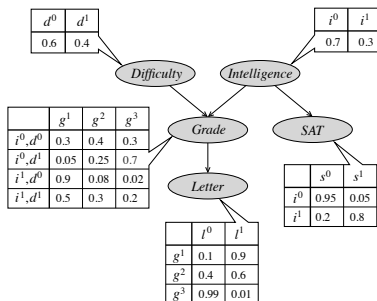 d⁰ d¹
0.6 0.4
i⁰ i¹
0.7 0.3
Difficulty
Intelligence
g¹ g² g³
i⁰,d⁰ 0.3 0.4 0.3
i⁰,d¹ 0.05 0.25 0.7
i¹,d⁰ 0.9 0.08 0.02
i¹,d¹ 0.5 0.3 0.2
Grade
SAT
s⁰ s¹
i⁰ 0.95 0.05
i¹ 0.2 0.8
Letter
l⁰ l¹
g¹ 0.1 0.9
g² 0.4 0.6
g³ 0.99 0.01